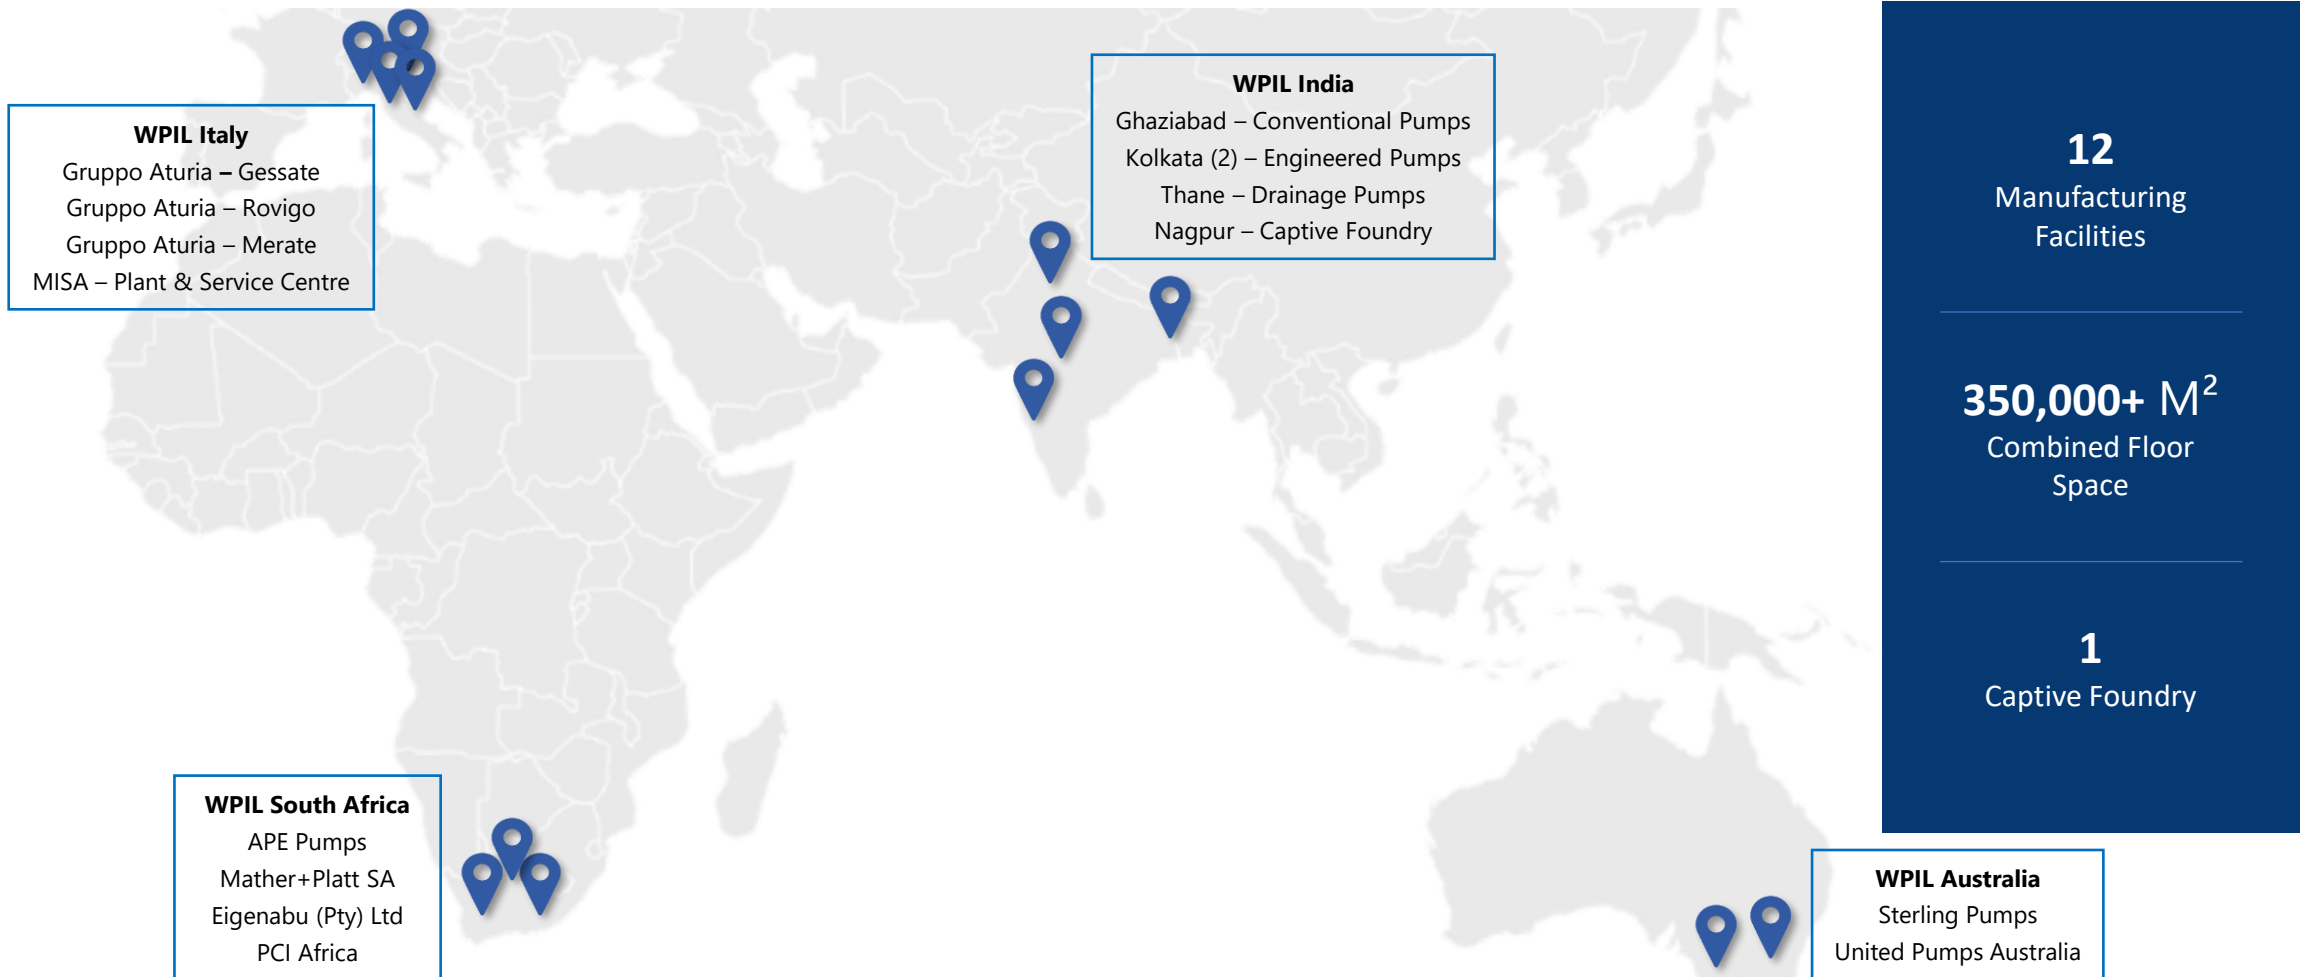 WPIL Italy
Gruppo Aturia – Gessate
Gruppo Aturia – Rovigo
Gruppo Aturia – Merate
MISA – Plant & Service Centre
WPIL India
Ghaziabad – Conventional Pumps
Kolkata (2) – Engineered Pumps
Thane – Drainage Pumps
Nagpur – Captive Foundry
WPIL South Africa
APE Pumps
Mather+Platt SA
Eigenabu (Pty) Ltd
PCI Africa
WPIL Australia
Sterling Pumps
United Pumps Australia
12
Manufacturing
Facilities
350,000+ M²
Combined Floor
Space
1
Captive Foundry